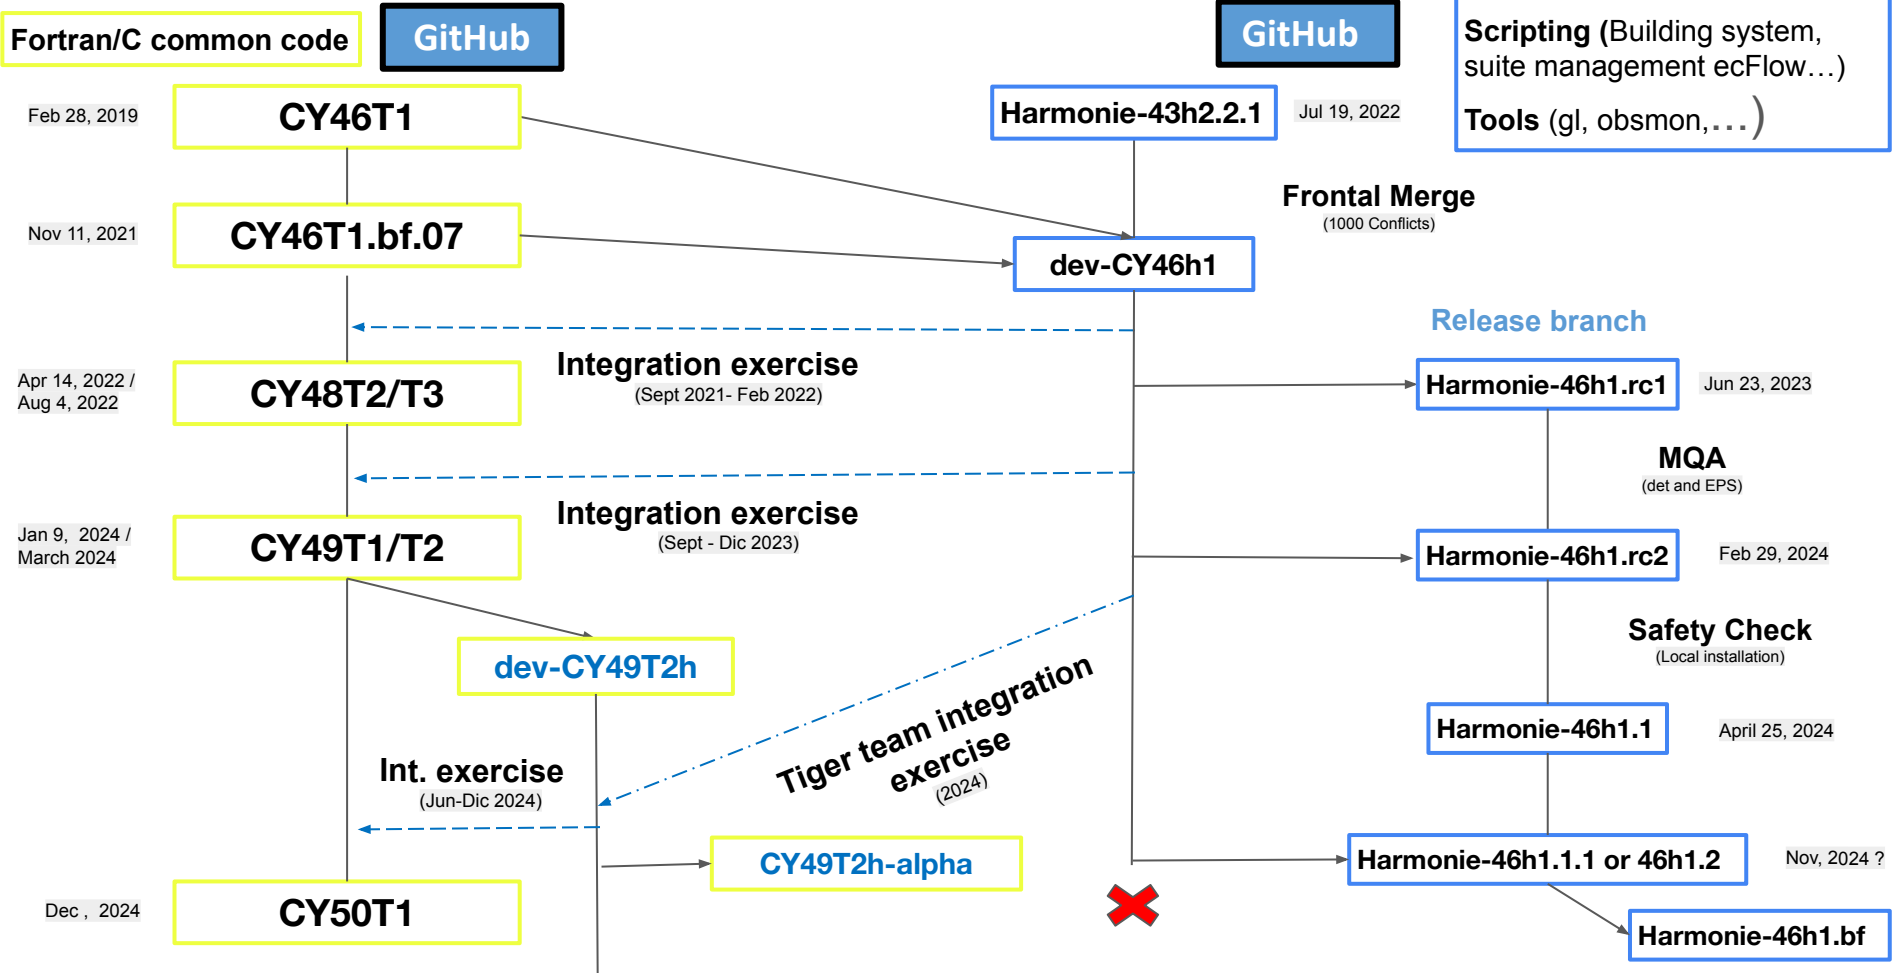 Fortran/C common code
GitHub
GitHub
Scripting (Building system,
suite management ecFlow…)
Tools (gl, obsmon,…)
Feb 28, 2019
CY46T1
Harmonie-43h2.2.1
Jul 19, 2022
Frontal Merge
(1000 Conflicts)
Nov 11, 2021
CY46T1.bf.07
dev-CY46h1
Release branch
Integration exercise
(Sept 2021- Feb 2022)
Apr 14, 2022 /
Aug 4, 2022
CY48T2/T3
Harmonie-46h1.rc1
Jun 23, 2023
MQA
(det and EPS)
Integration exercise
(Sept - Dic 2023)
Jan 9, 2024 /
March 2024
CY49T1/T2
Harmonie-46h1.rc2
Feb 29, 2024
Safety Check
(Local installation)
dev-CY49T2h
Tiger team integration
exercise
(2024)
Harmonie-46h1.1
April 25, 2024
Int. exercise
(Jun-Dic 2024)
CY49T2h-alpha
Harmonie-46h1.1.1 or 46h1.2
Nov, 2024 ?
Dec , 2024
CY50T1
Harmonie-46h1.bf